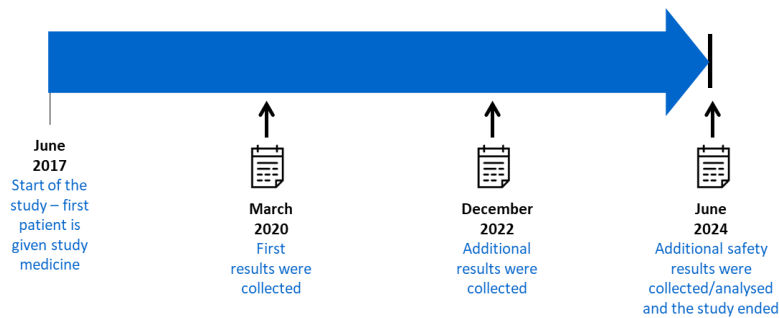 June
2017
Start of the
study – first
patient is
given study
medicine
March
2020
First
results were
collected
December
2022
Additional
results were
collected
June
2024
Additional safety
results were
collected/analysed
and the study ended